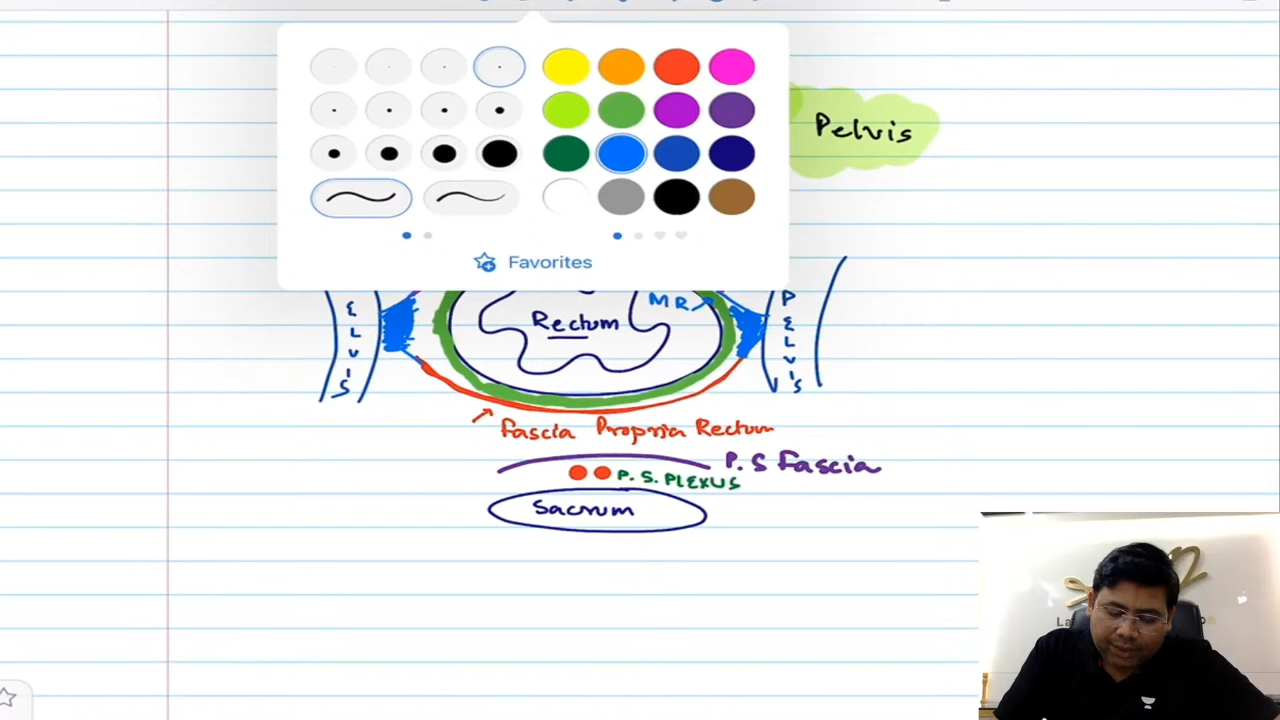 Pelvis
Favorites
MR
Rectum
P
E
L
V
I
S
E
L
V
I
S
Fascia Propria Rectum
P. S Fascia
P. S. PLEXUS
Sacrum